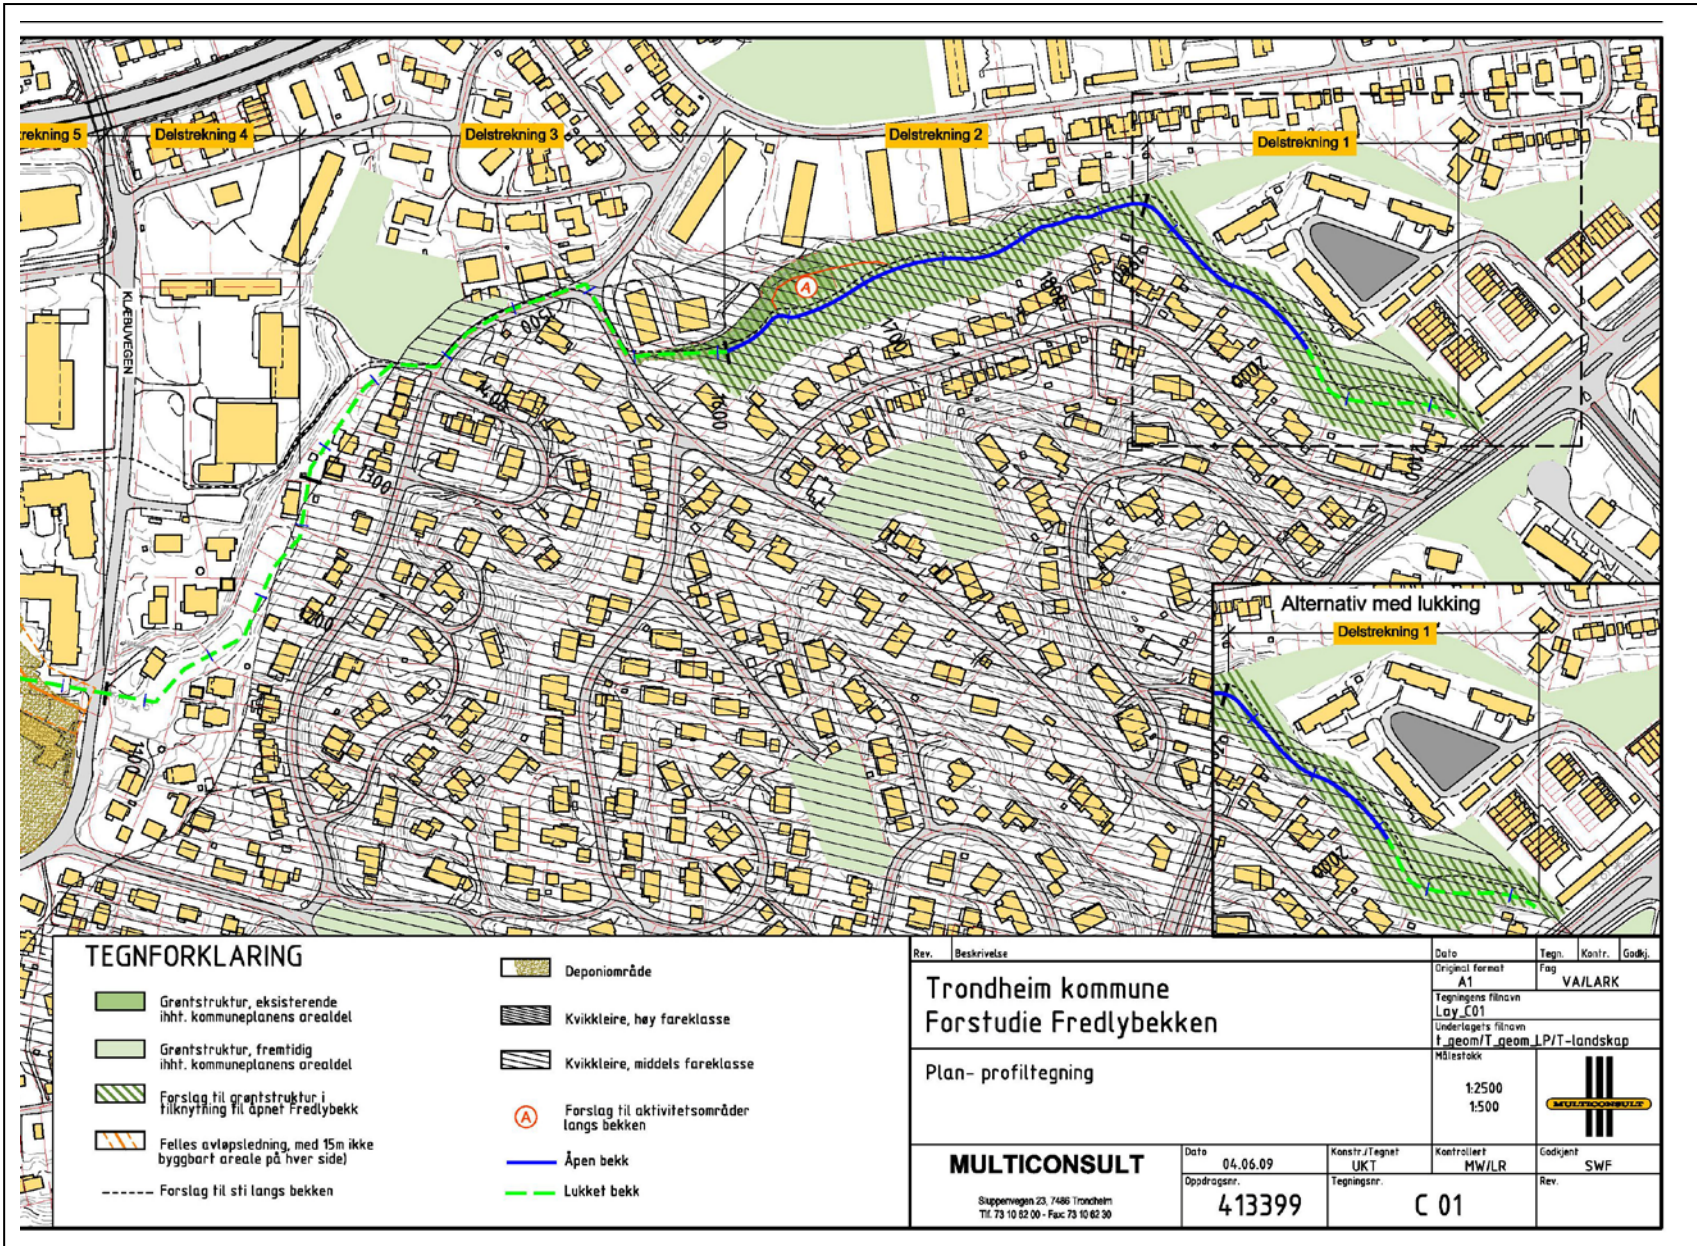 trekning 5
Delstrekning 4
Delstrekning 3
Delstrekning 2
Delstrekning 1
KLÆBUVEGEN
1100
1200
1300
1400
1500
1600
1700
1800
1900
2000
2100
Alternativ med lukking
Delstrekning 1
2000
A
TEGNFORKLARING
Grøntstruktur, eksisterende
ihht. kommuneplanens arealdel
Grøntstruktur, fremtidig
ihht. kommuneplanens arealdel
Forslag til grøntstruktur i
tilknytning til åpnet Fredlybekk
Felles avløpsledning, med 15m ikke
byggbart areale på hver side)
Forslag til sti langs bekken
Deponiområde
Kvikkleire, høy fareklasse
Kvikkleire, middels fareklasse
A
Forslag til aktivitetsområder
langs bekken
Åpen bekk
Lukket bekk
Rev. Beskrivelse Dato Tegn. Kontr. Godkj.
Trondheim kommune
Forstudie Fredlybekken
Original format
A1
Fag
VA/LARK
Tegningens filnavn
Lay_C01
Underlagets filnavn
t_geom/T_geom_LP/T-landskap
Plan- profiltegning
Målestokk
1:2500
1:500
MULTICONSULT
MULTICONSULT
Sluppenvegen 23, 7486 Trondheim
Tlf. 73 10 62 00 - Fax: 73 10 62 30
Dato
04.06.09
Konstr./Tegnet
UKT
Kontrollert
MW/LR
Godkjent
SWF
Oppdragsnr.
413399
Tegningsnr.
C 01
Rev.